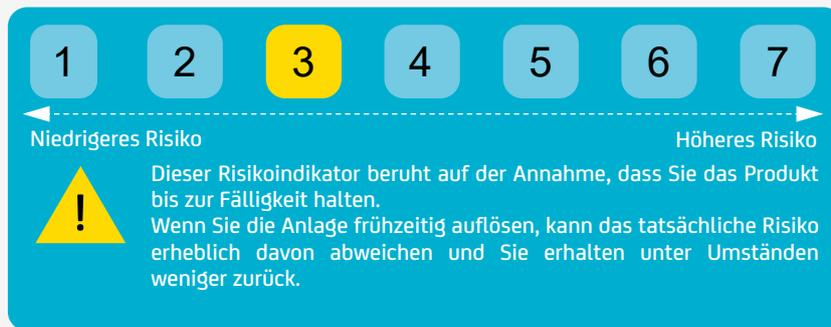 1 2 3 4 5 6 7
Niedrigeres Risiko Höheres Risiko
!
Dieser Risikoindikator beruht auf der Annahme, dass Sie das Produkt
bis zur Fälligkeit halten.
Wenn Sie die Anlage frühzeitig auflösen, kann das tatsächliche Risiko
erheblich davon abweichen und Sie erhalten unter Umständen
weniger zurück.